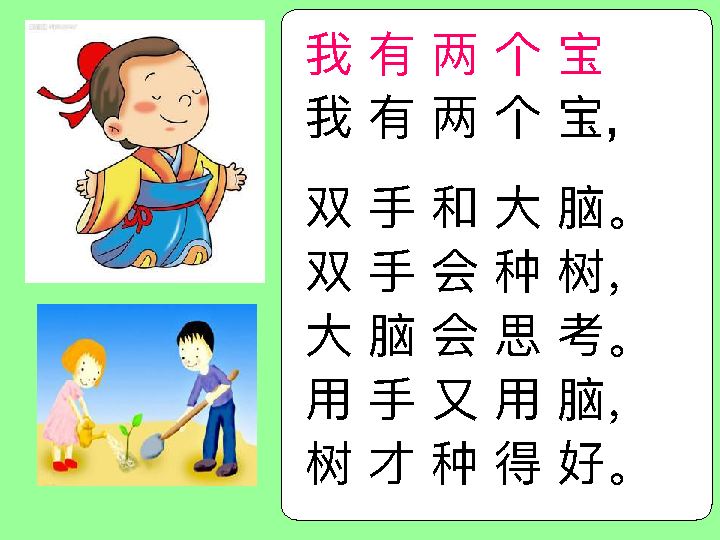 我有两个宝
我有两个宝，
双手和大脑。
双手会种树，
大脑会思考。
用手又用脑，
树才种得好。